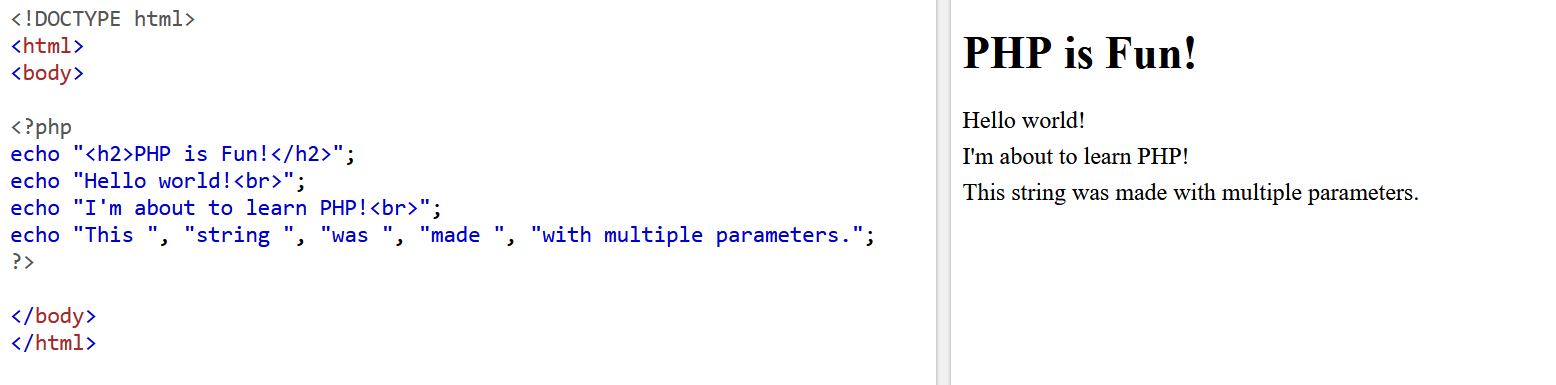 <!DOCTYPE html>
<html>
<body>
<?php
echo "<h2>PHP is Fun!</h2>";
echo "Hello world!<br>";
echo "I'm about to learn PHP!<br>";
echo "This ", "string ", "was ", "made ", "with multiple parameters.";
?>
</body>
</html>
PHP is Fun!
Hello world!
I'm about to learn PHP!
This string was made with multiple parameters.